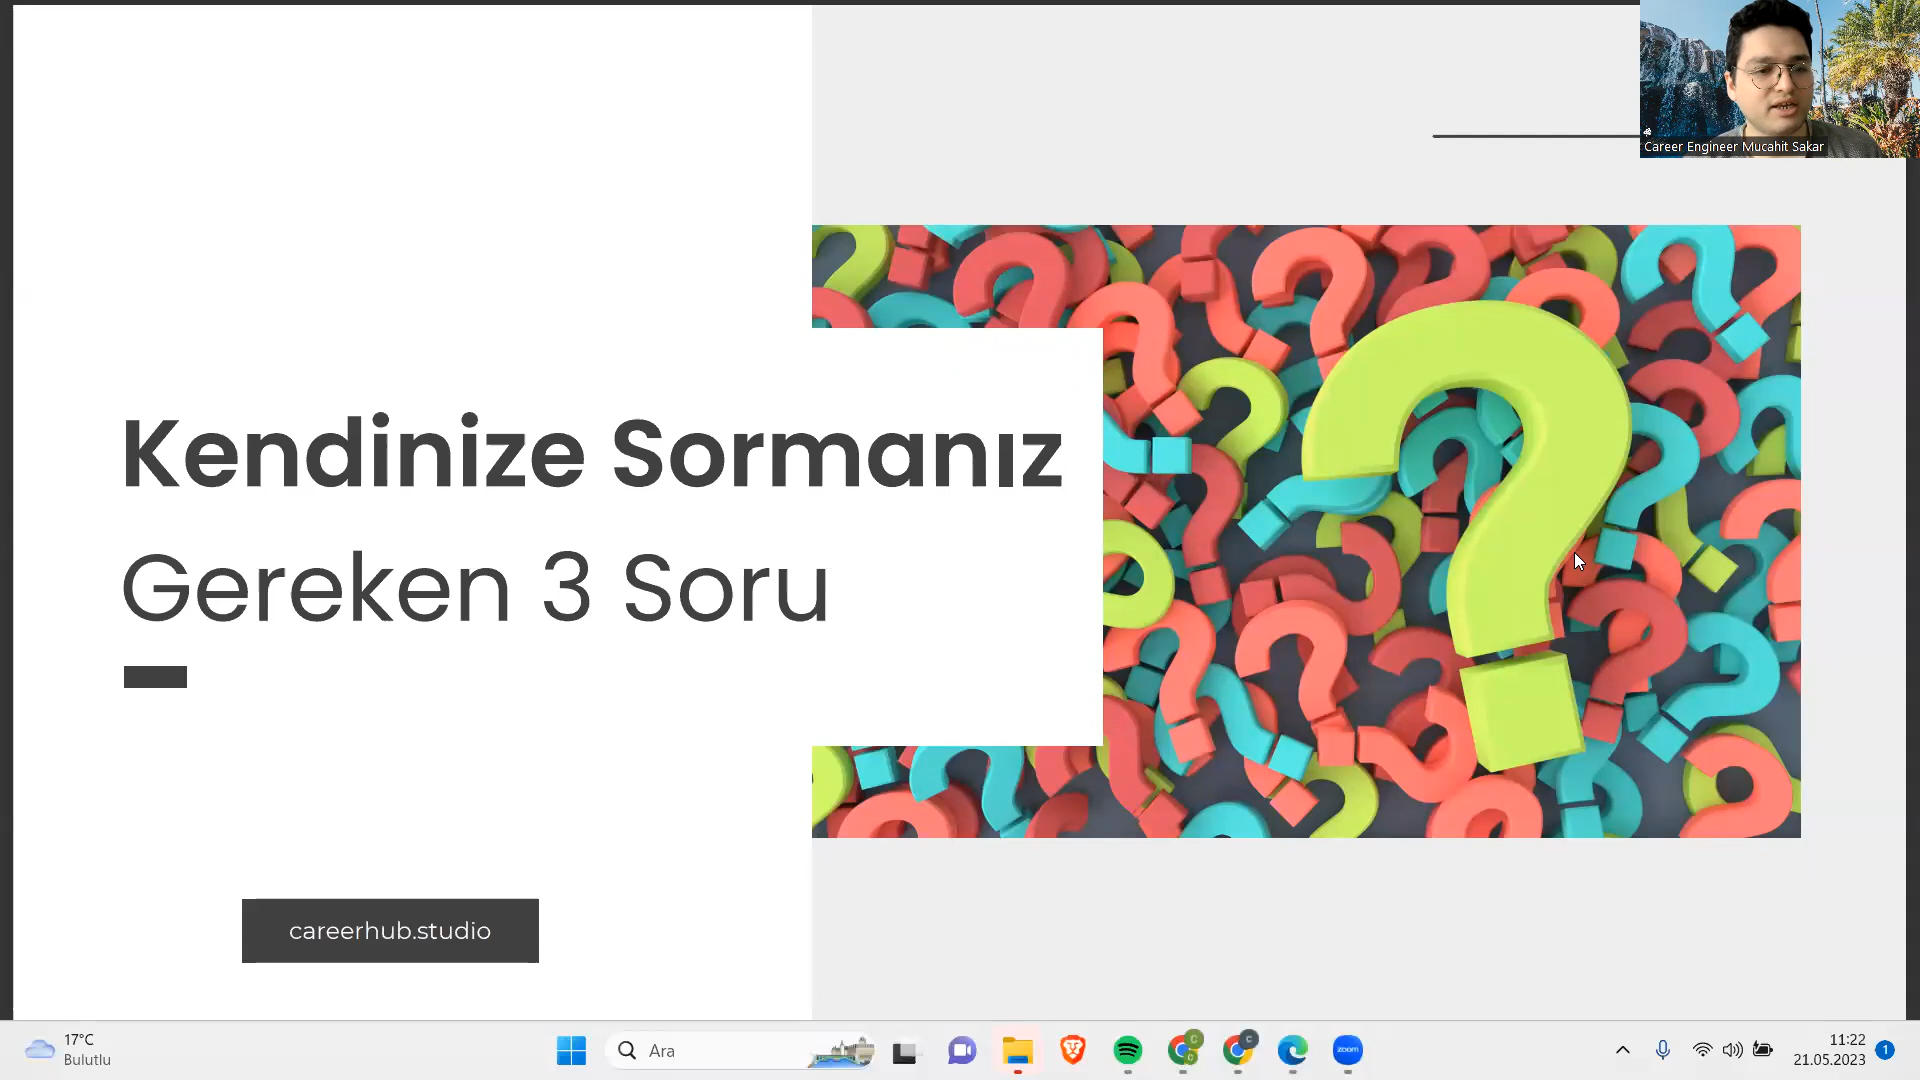 Career Engineer Mucahit Sakar
Kendinize Sormanız
Gereken 3 Soru
careerhub.studio
17°C
Bulutlu
Ara
C
C
C
zoom
11:22
21.05.2023
1